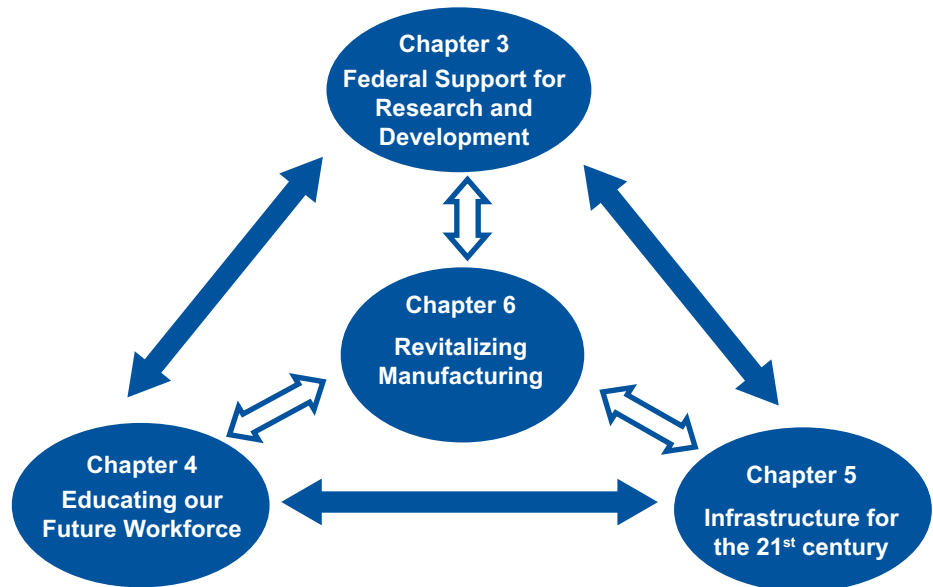 Chapter 3
Federal Support for
Research and
Development
Chapter 6
Revitalizing
Manufacturing
Chapter 4
Educating our
Future Workforce
Chapter 5
Infrastructure for
the 21st century